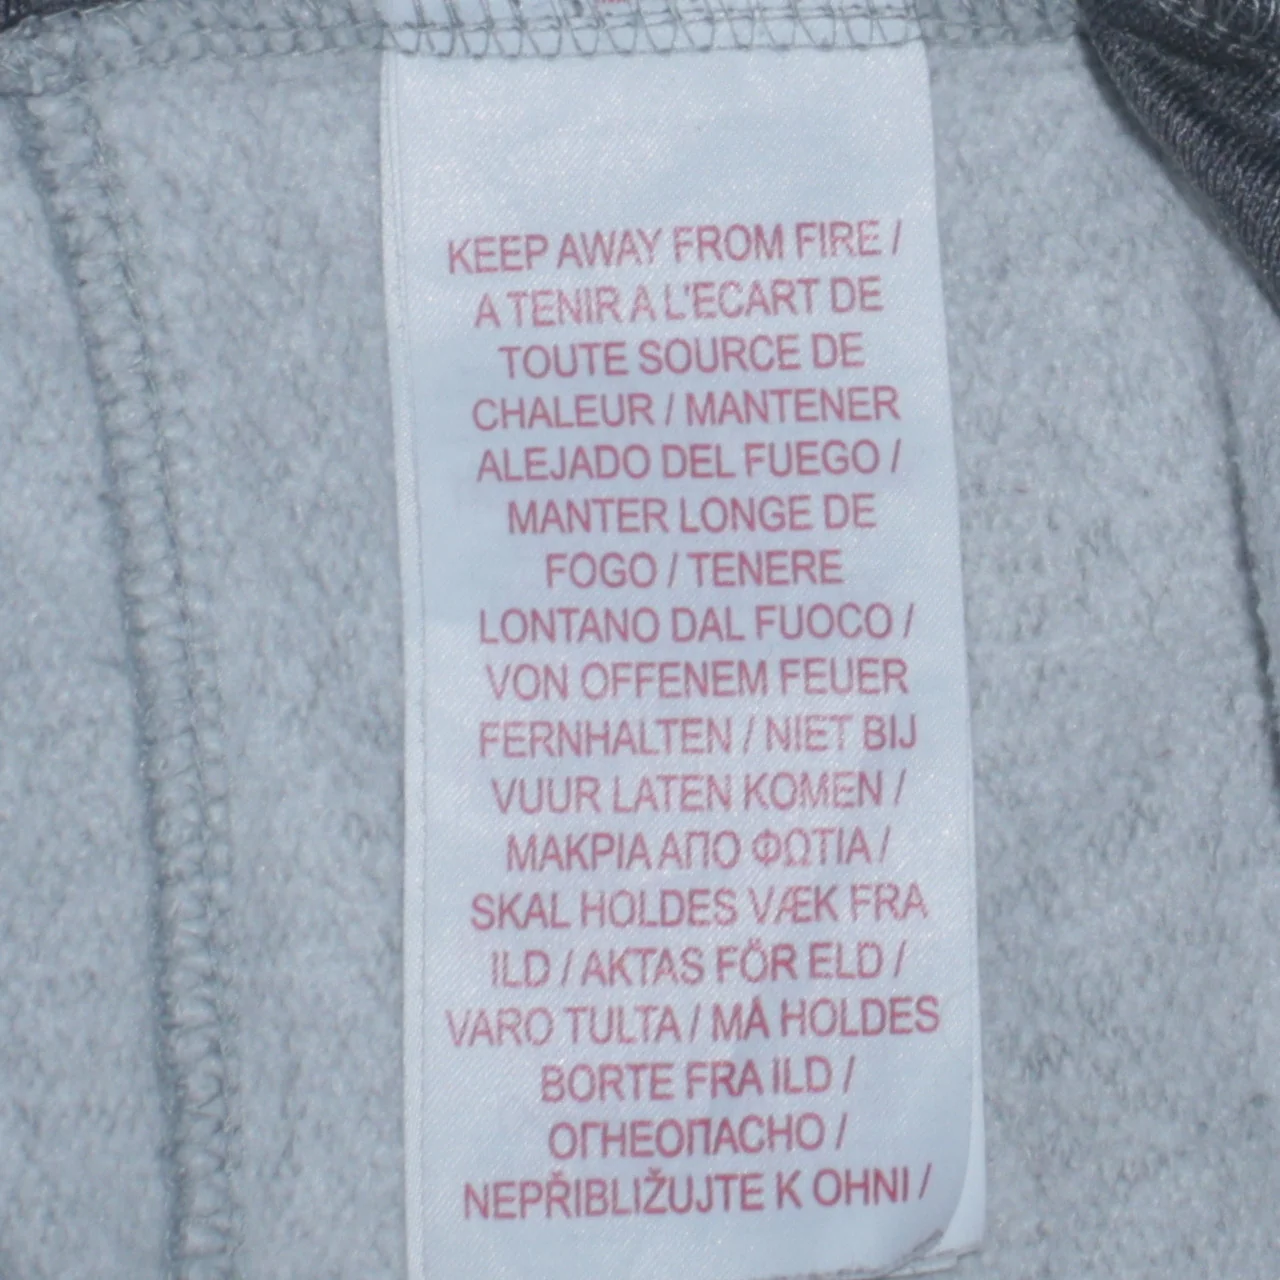 KEEP AWAY FROM FIRE /
A TENIR A L'ECART DE
TOUTE SOURCE DE
CHALEUR / MANTENER
ALEJADO DEL FUEGO /
MANTER LONGE DE
FOGO / TENERE
LONTANO DAL FUOCO /
VON OFFENEM FEUER
FERNHALTEN / NIET BIJ
VUUR LATEN KOMEN /
ΜΑΚΡΙΑ ΑΠΟ ΦΩΤΙΑ /
SKAL HOLDES VÆK FRA
ILD / AKTAS FÖR ELD /
VARO TULTA / MÅ HOLDES
BORTE FRA ILD /
ОГНЕОПАСНО /
NEPŘIBLIŽUJTE K OHNI /